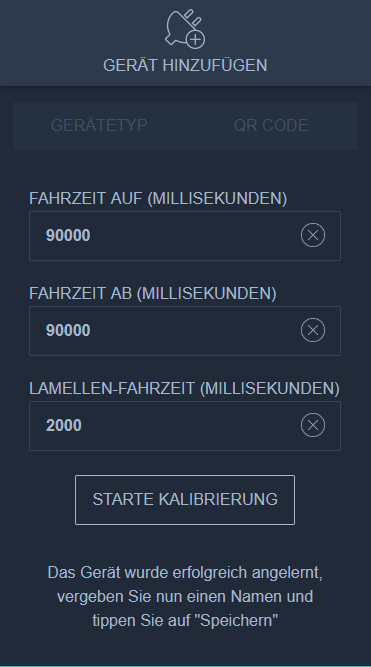 GERÄT HINZUFÜGEN
GERÄTETYP QR CODE
FAHRZEIT AUF (MILLISEKUNDEN)
90000
FAHRZEIT AB (MILLISEKUNDEN)
90000
LAMELLEN-FAHRZEIT (MILLISEKUNDEN)
2000
STARTE KALIBRIERUNG
Das Gerät wurde erfolgreich angelernt,
vergeben Sie nun einen Namen und
tippen Sie auf "Speichern"